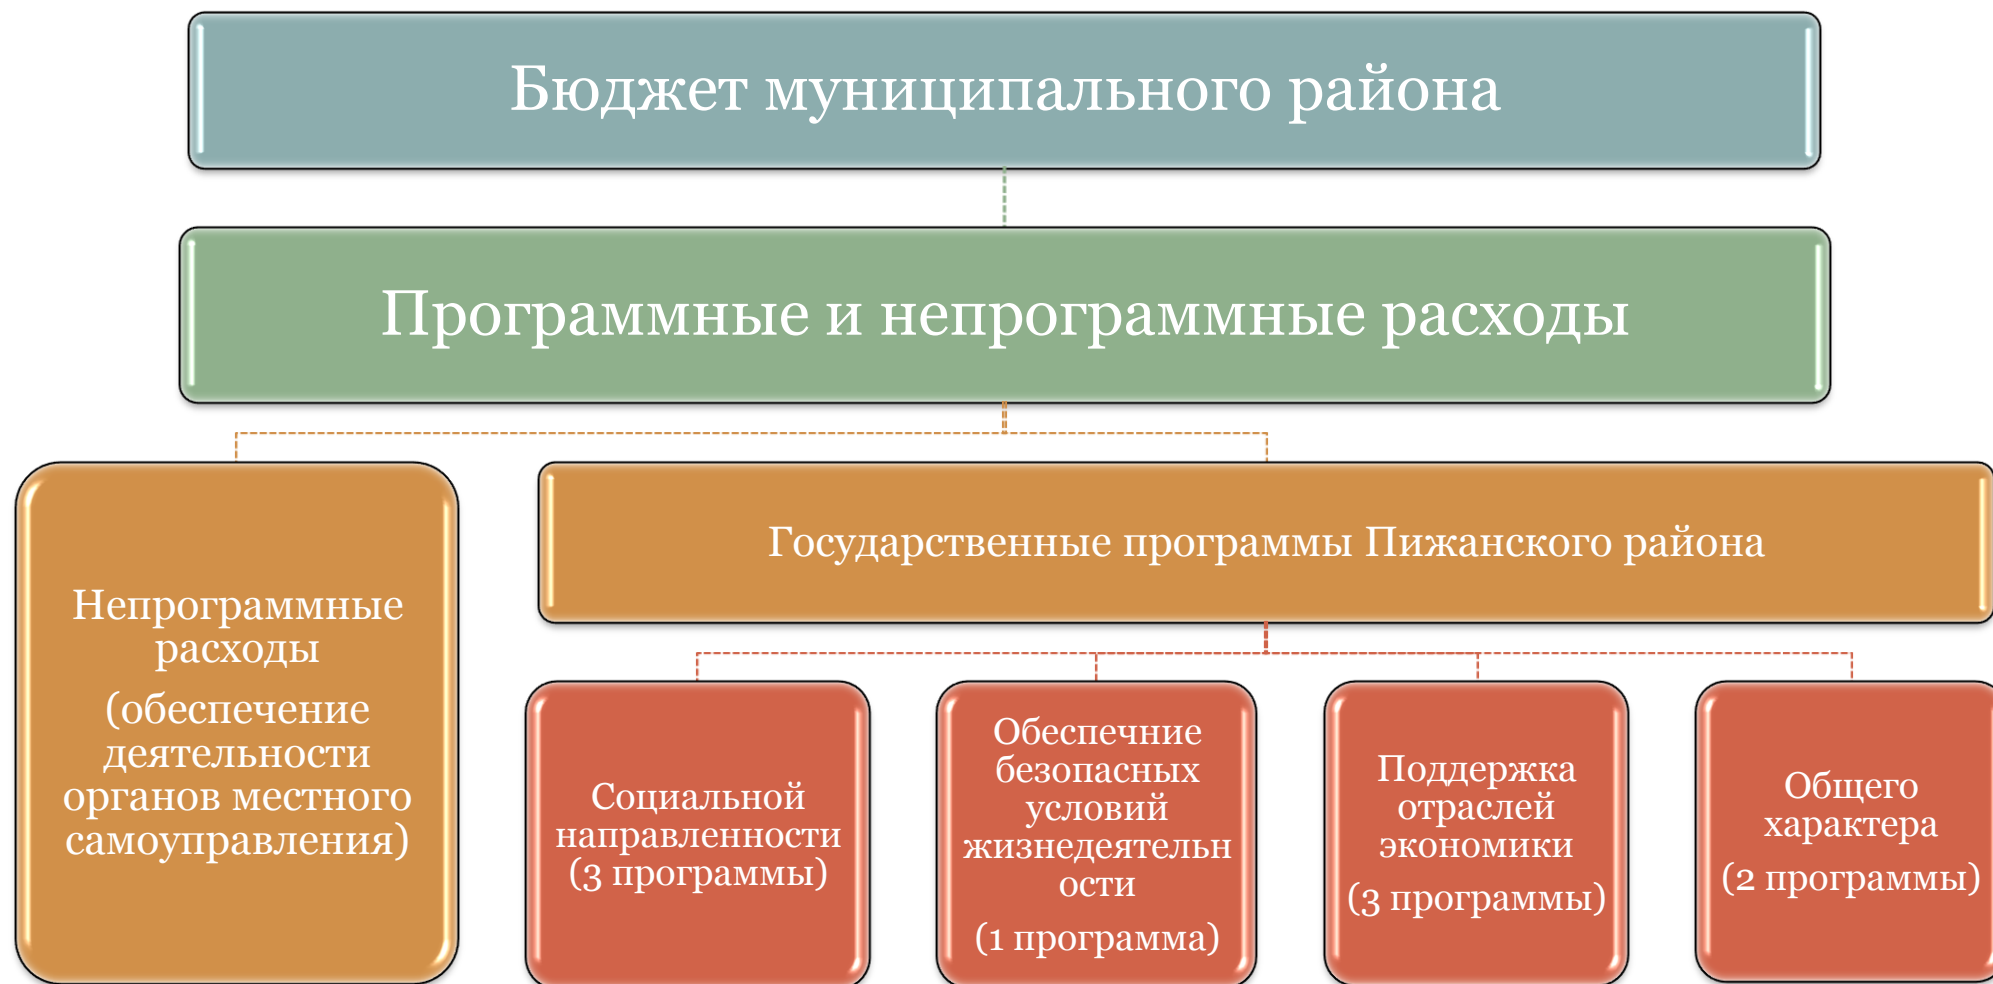 Бюджет муниципального района
Программные и непрограммные расходы
Непрограммные
расходы
(обеспечение
деятельности
органов местного
самоуправления)
Государственные программы Пижанского района
Социальной
направленности
(3 программы)
Обеспечние
безопасных
условий
жизнедеятельн
ости
(1 программа)
Поддержка
отраслей
экономики
(3 программы)
Общего
характера
(2 программы)